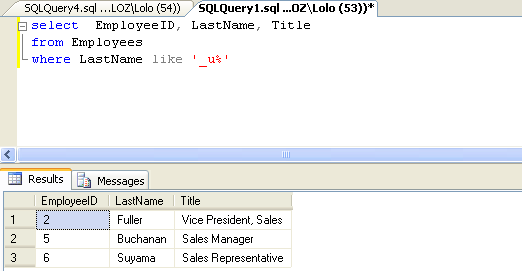 SQLQuery4.sql ...LOZ\Lolo (54)) SQLQuery1.sql ...OZ\Lolo (53))*
select EmployeeID, LastName, Title
from Employees
where LastName like '_u%'
Results Messages
EmployeeID LastName Title
1 2 Fuller Vice President, Sales
2 5 Buchanan Sales Manager
3 6 Suyama Sales Representative